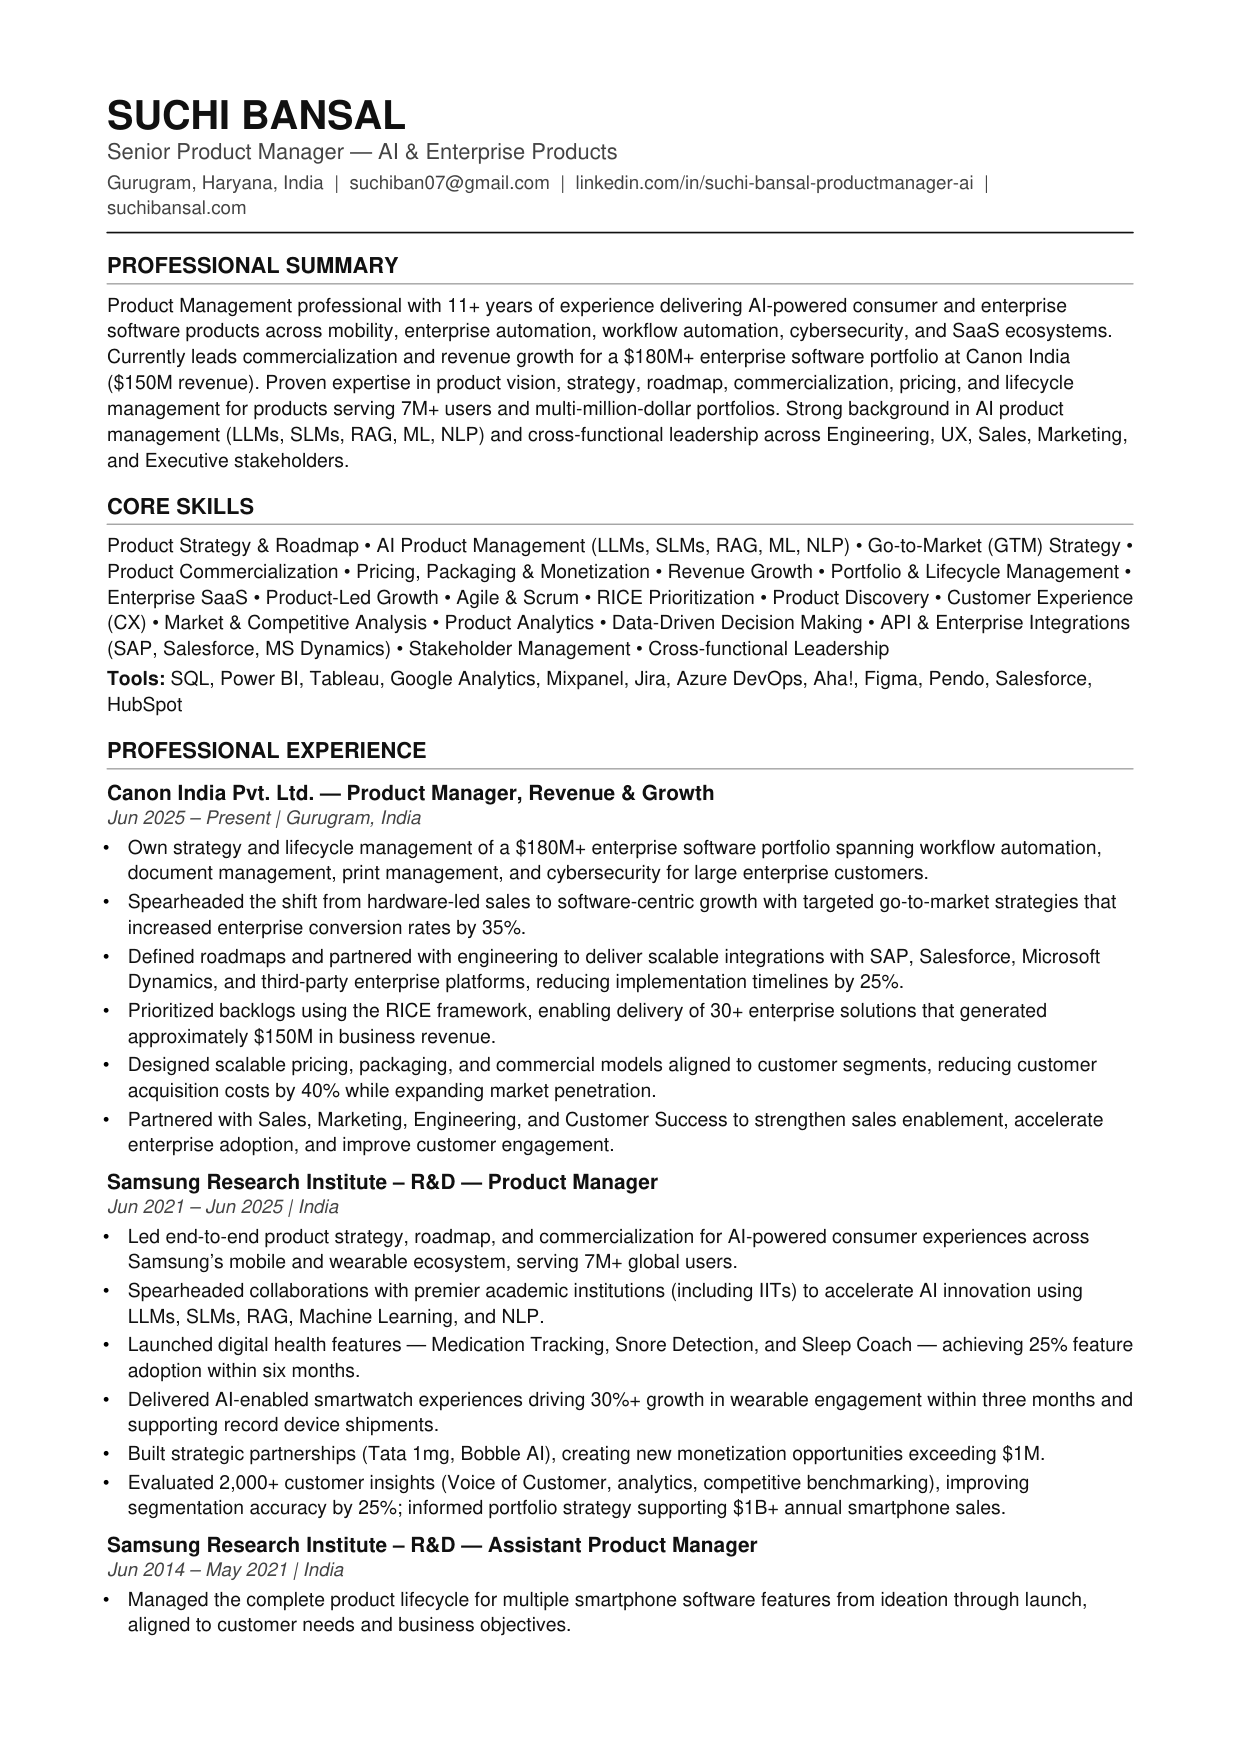 SUCHI BANSAL
Senior Product Manager — AI & Enterprise Products
Gurugram, Haryana, India | suchiban07@gmail.com | linkedin.com/in/suchi-bansal-productmanager-ai |
suchibansal.com
PROFESSIONAL SUMMARY
Product Management professional with 11+ years of experience delivering AI-powered consumer and enterprise
software products across mobility, enterprise automation, workflow automation, cybersecurity, and SaaS ecosystems.
Currently leads commercialization and revenue growth for a $180M+ enterprise software portfolio at Canon India
($150M revenue). Proven expertise in product vision, strategy, roadmap, commercialization, pricing, and lifecycle
management for products serving 7M+ users and multi-million-dollar portfolios. Strong background in AI product
management (LLMs, SLMs, RAG, ML, NLP) and cross-functional leadership across Engineering, UX, Sales, Marketing,
and Executive stakeholders.
CORE SKILLS
Product Strategy & Roadmap • AI Product Management (LLMs, SLMs, RAG, ML, NLP) • Go-to-Market (GTM) Strategy •
Product Commercialization • Pricing, Packaging & Monetization • Revenue Growth • Portfolio & Lifecycle Management •
Enterprise SaaS • Product-Led Growth • Agile & Scrum • RICE Prioritization • Product Discovery • Customer Experience
(CX) • Market & Competitive Analysis • Product Analytics • Data-Driven Decision Making • API & Enterprise Integrations
(SAP, Salesforce, MS Dynamics) • Stakeholder Management • Cross-functional Leadership
Tools: SQL, Power BI, Tableau, Google Analytics, Mixpanel, Jira, Azure DevOps, Aha!, Figma, Pendo, Salesforce,
HubSpot
PROFESSIONAL EXPERIENCE
Canon India Pvt. Ltd. — Product Manager, Revenue & Growth
Jun 2025 – Present | Gurugram, India
• Own strategy and lifecycle management of a $180M+ enterprise software portfolio spanning workflow automation,
document management, print management, and cybersecurity for large enterprise customers.
• Spearheaded the shift from hardware-led sales to software-centric growth with targeted go-to-market strategies that
increased enterprise conversion rates by 35%.
• Defined roadmaps and partnered with engineering to deliver scalable integrations with SAP, Salesforce, Microsoft
Dynamics, and third-party enterprise platforms, reducing implementation timelines by 25%.
• Prioritized backlogs using the RICE framework, enabling delivery of 30+ enterprise solutions that generated
approximately $150M in business revenue.
• Designed scalable pricing, packaging, and commercial models aligned to customer segments, reducing customer
acquisition costs by 40% while expanding market penetration.
• Partnered with Sales, Marketing, Engineering, and Customer Success to strengthen sales enablement, accelerate
enterprise adoption, and improve customer engagement.
Samsung Research Institute – R&D — Product Manager
Jun 2021 – Jun 2025 | India
• Led end-to-end product strategy, roadmap, and commercialization for AI-powered consumer experiences across
Samsung’s mobile and wearable ecosystem, serving 7M+ global users.
• Spearheaded collaborations with premier academic institutions (including IITs) to accelerate AI innovation using
LLMs, SLMs, RAG, Machine Learning, and NLP.
• Launched digital health features — Medication Tracking, Snore Detection, and Sleep Coach — achieving 25% feature
adoption within six months.
• Delivered AI-enabled smartwatch experiences driving 30%+ growth in wearable engagement within three months and
supporting record device shipments.
• Built strategic partnerships (Tata 1mg, Bobble AI), creating new monetization opportunities exceeding $1M.
• Evaluated 2,000+ customer insights (Voice of Customer, analytics, competitive benchmarking), improving
segmentation accuracy by 25%; informed portfolio strategy supporting $1B+ annual smartphone sales.
Samsung Research Institute – R&D — Assistant Product Manager
Jun 2014 – May 2021 | India
• Managed the complete product lifecycle for multiple smartphone software features from ideation through launch,
aligned to customer needs and business objectives.